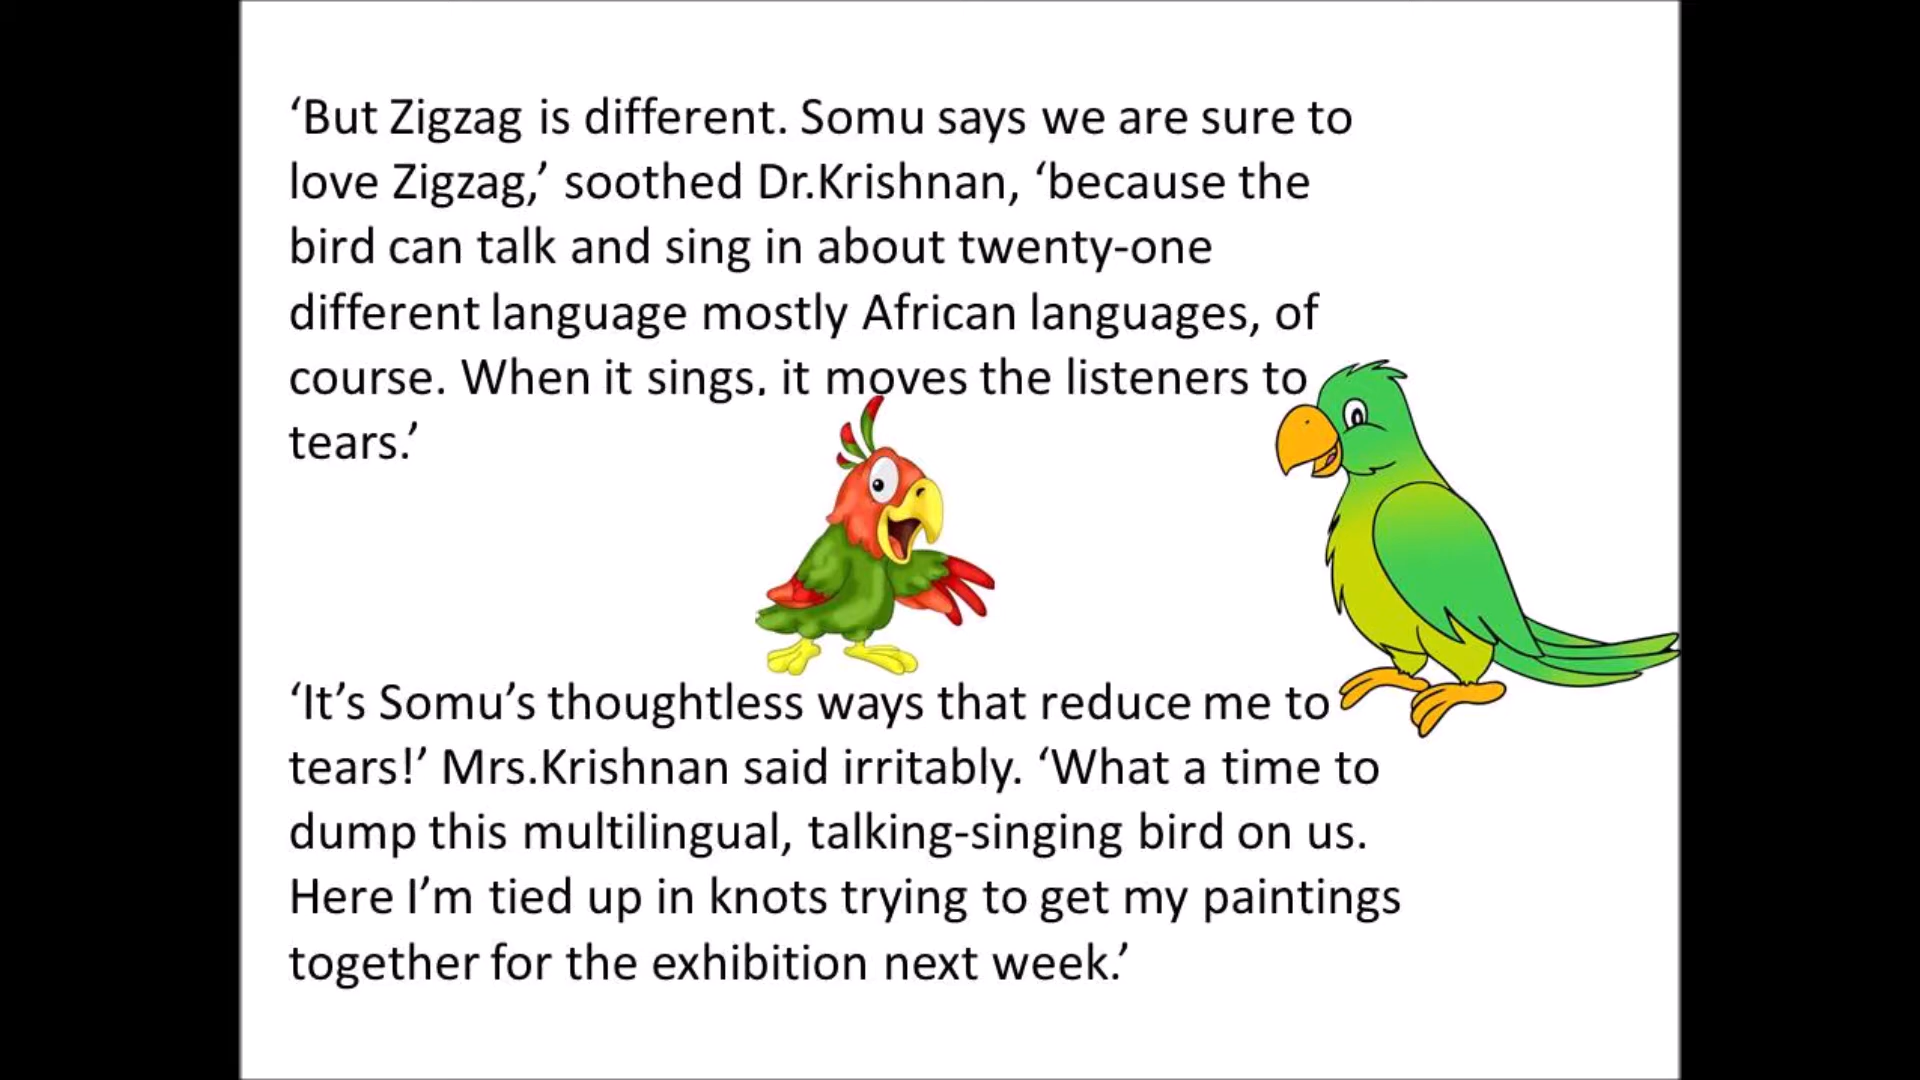 ‘But Zigzag is different. Somu says we are sure to
love Zigzag,’ soothed Dr.Krishnan, ‘because the
bird can talk and sing in about twenty-one
different language mostly African languages, of
course. When it sings, it moves the listeners to
tears.’
‘It’s Somu’s thoughtless ways that reduce me to
tears!’ Mrs.Krishnan said irritably. ‘What a time to
dump this multilingual, talking-singing bird on us.
Here I’m tied up in knots trying to get my paintings
together for the exhibition next week.’